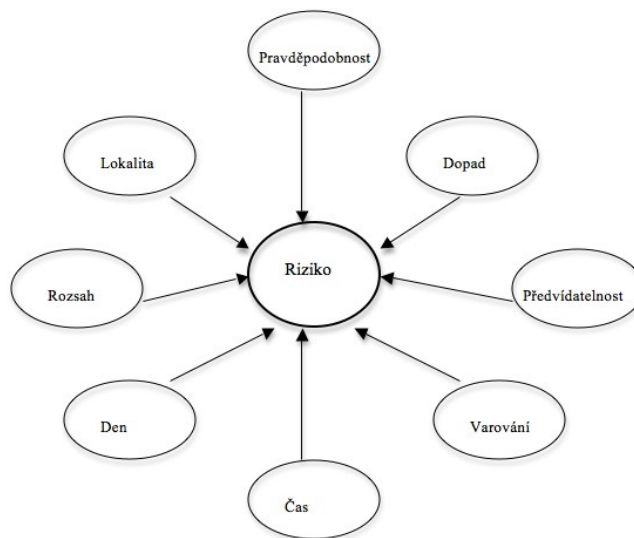 Pravděpodobnost
Lokalita
Dopad
Riziko
Rozsah
Předvídatelnost
Den
Varování
Čas